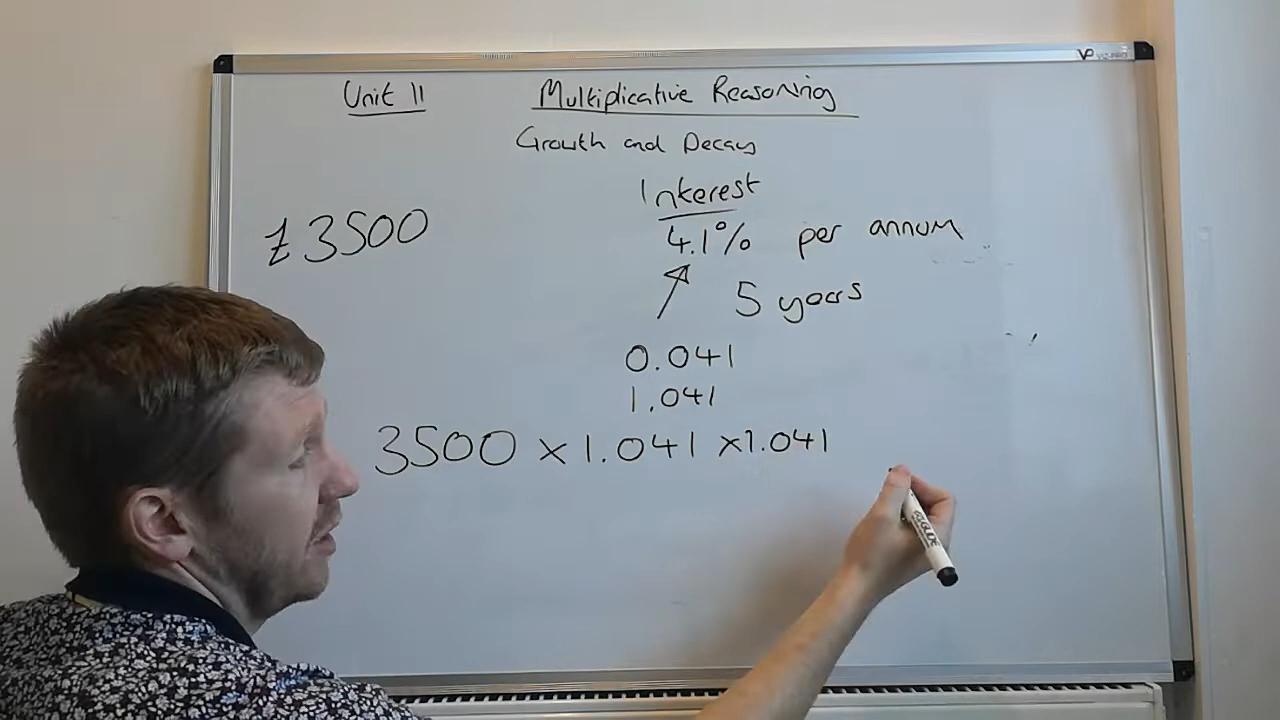 Unit 11
Multiplicative Reasoning
Growth and Decay
Interest
£3500
4.1% per annum
5 years
0.041
1.041
3500 × 1.041 × 1.041